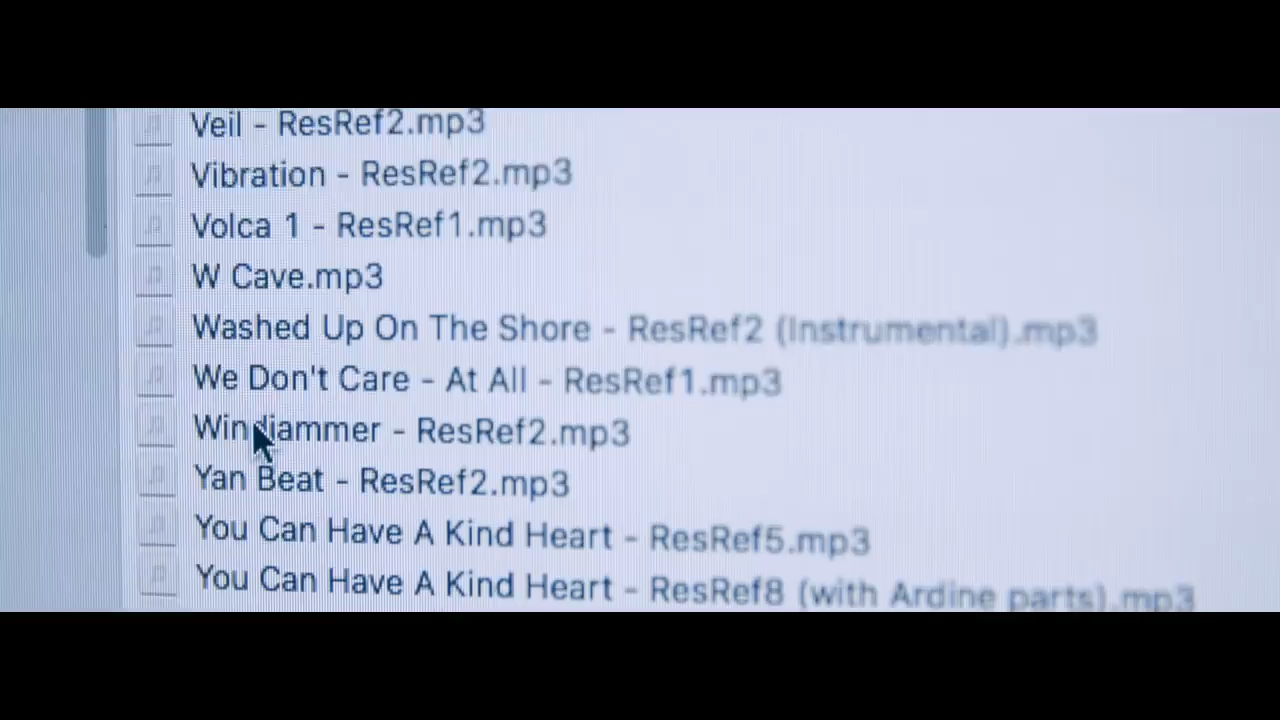 Veil - ResRef2.mp3
Vibration - ResRef2.mp3
Volca 1 - ResRef1.mp3
W Cave.mp3
Washed Up On The Shore - ResRef2 (Instrumental).mp3
We Don't Care - At All - ResRef1.mp3
Windjammer - ResRef2.mp3
Yan Beat - ResRef2.mp3
You Can Have A Kind Heart - ResRef5.mp3
You Can Have A Kind Heart - ResRef8 (with Ardine parts).mp3